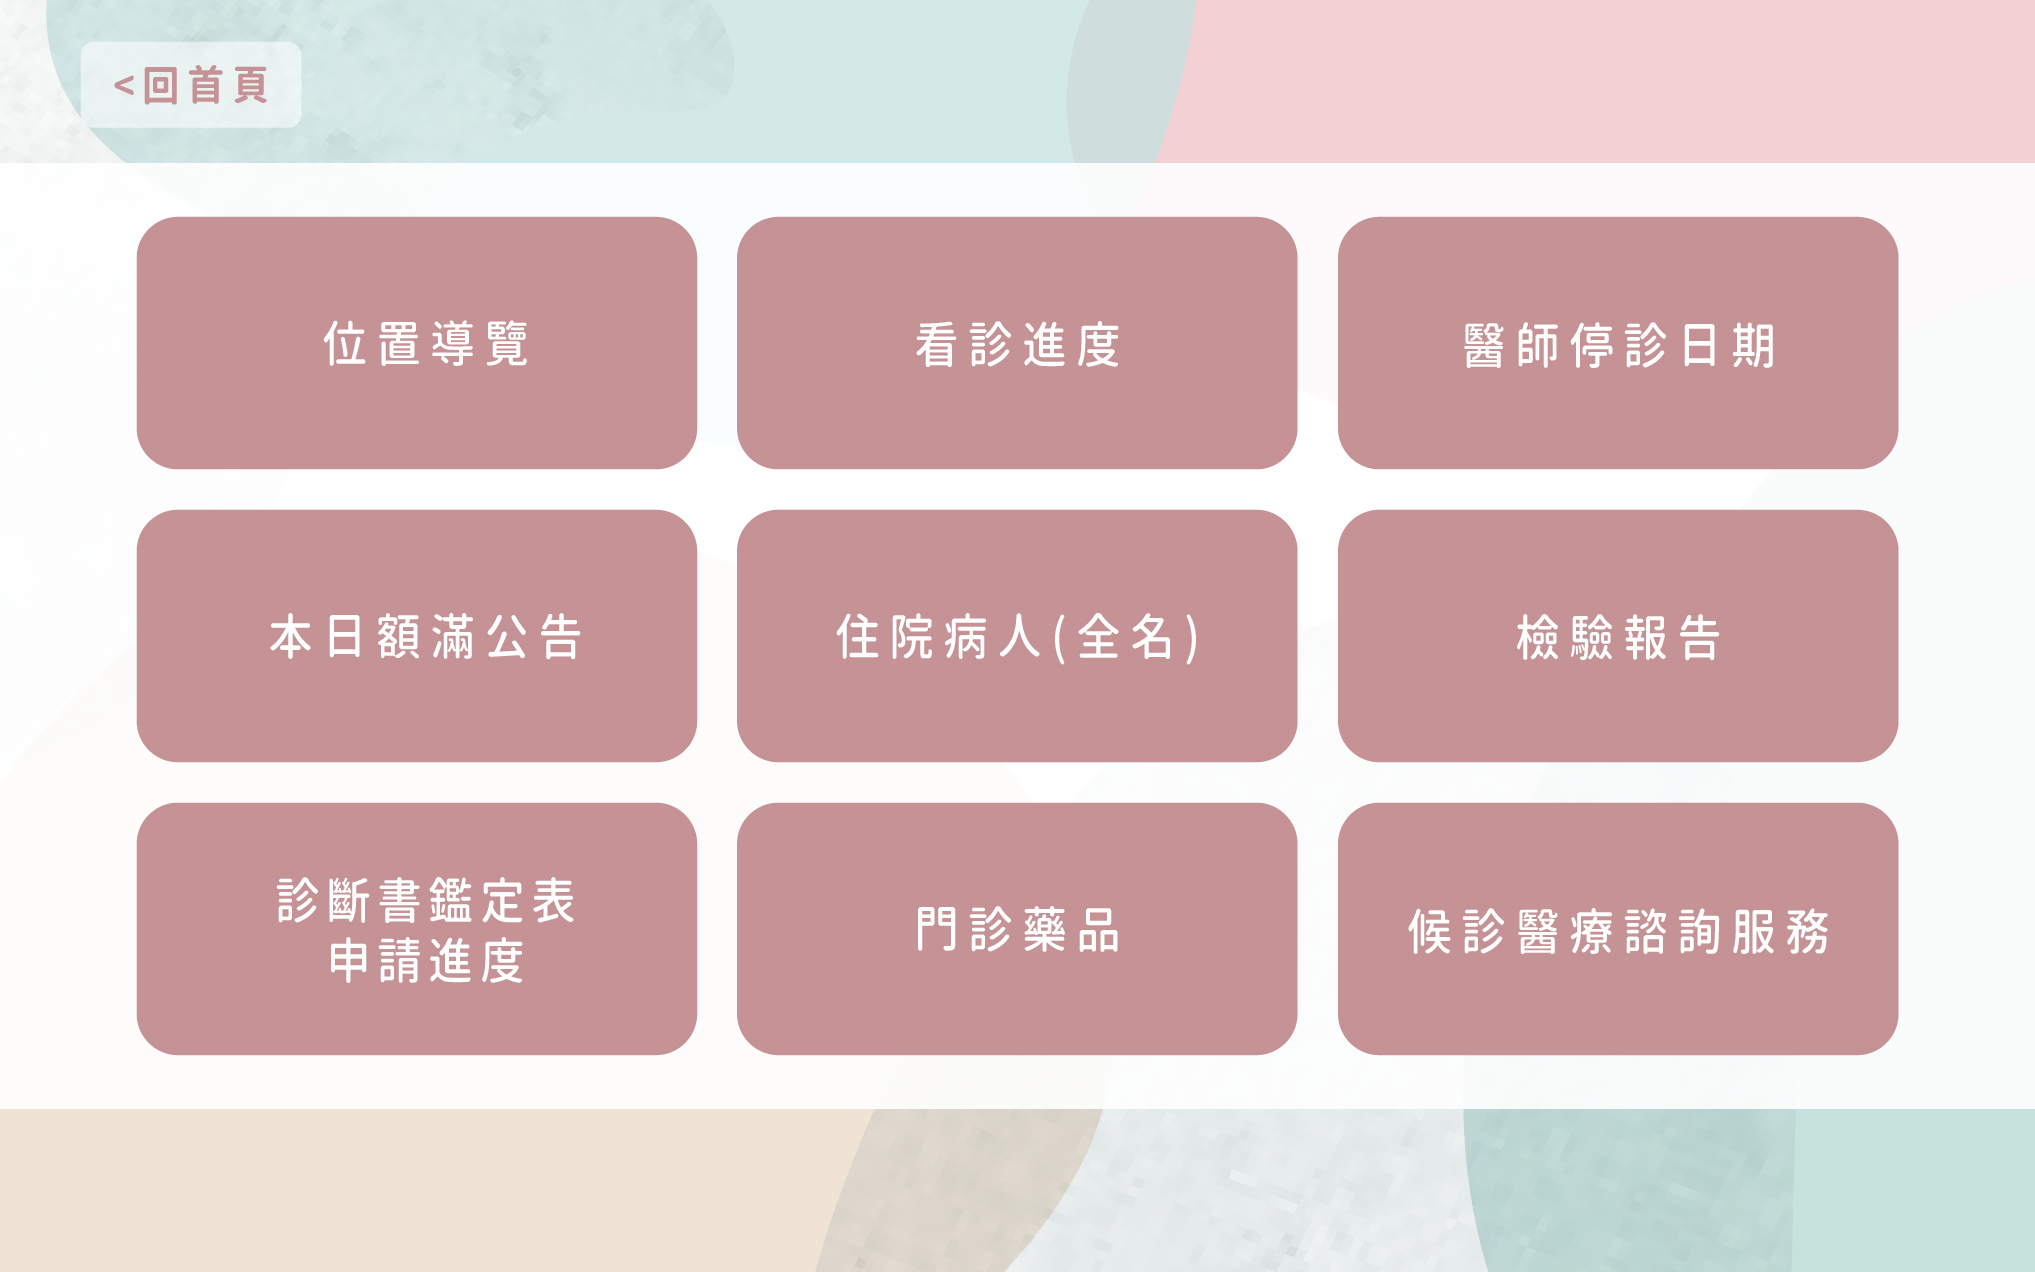 <回首頁
位置導覽
看診進度
醫師停診日期
本日額滿公告
住院病人(全名)
檢驗報告
診斷書鑑定表
申請進度
門診藥品
候診醫療諮詢服務